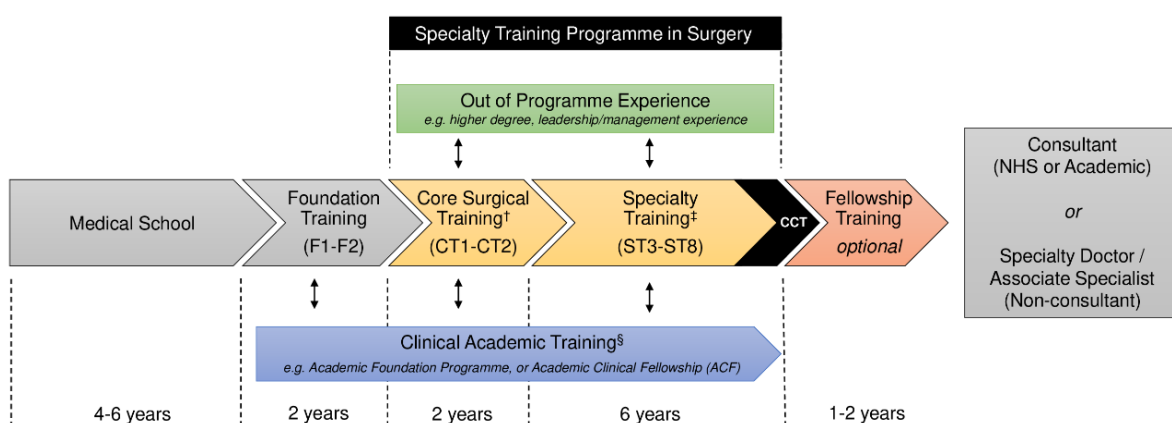 Specialty Training Programme in Surgery
Out of Programme Experience
e.g. higher degree, leadership/management experience
Medical School
Foundation
Training
(F1-F2)
Core Surgical
Training†
(CT1-CT2)
Specialty
Training‡
(ST3-ST8)
CCT
Fellowship
Training
optional
Consultant
(NHS or Academic)
or
Specialty Doctor /
Associate Specialist
(Non-consultant)
Clinical Academic Training§
e.g. Academic Foundation Programme, or Academic Clinical Fellowship (ACF)
4-6 years
2 years
2 years
6 years
1-2 years